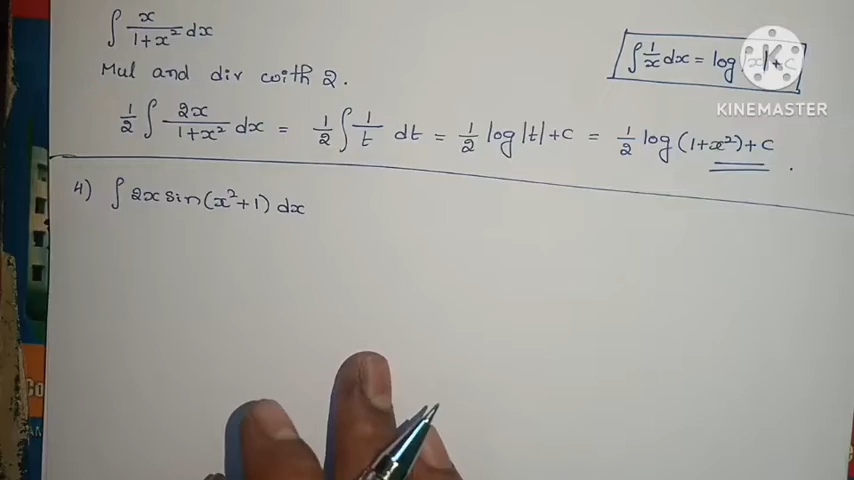 ∫ x/(1+x²) dx
∫ 1/x dx = log |x| + c
KINEMASTER
Mul and div with 2.
1/2 ∫ 2x/(1+x²) dx = 1/2 ∫ 1/t dt = 1/2 log |t| + c = 1/2 log (1+x²) + c .
4) ∫ 2x sin(x²+1) dx